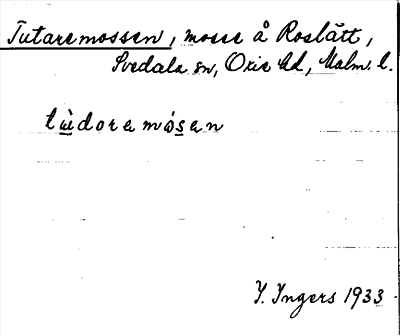 Tutaremossen, mosse å Roslätt,
Svedala sn, Oxie hd, Malm. l.
tùdoremósen
I. Ingers 1933